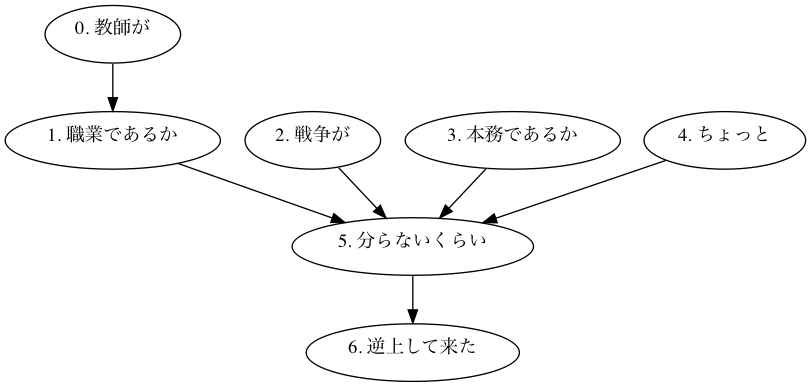 0. 教師が
1. 職業であるか
2. 戦争が
3. 本務であるか
4. ちょっと
5. 分らないくらい
6. 逆上して来た